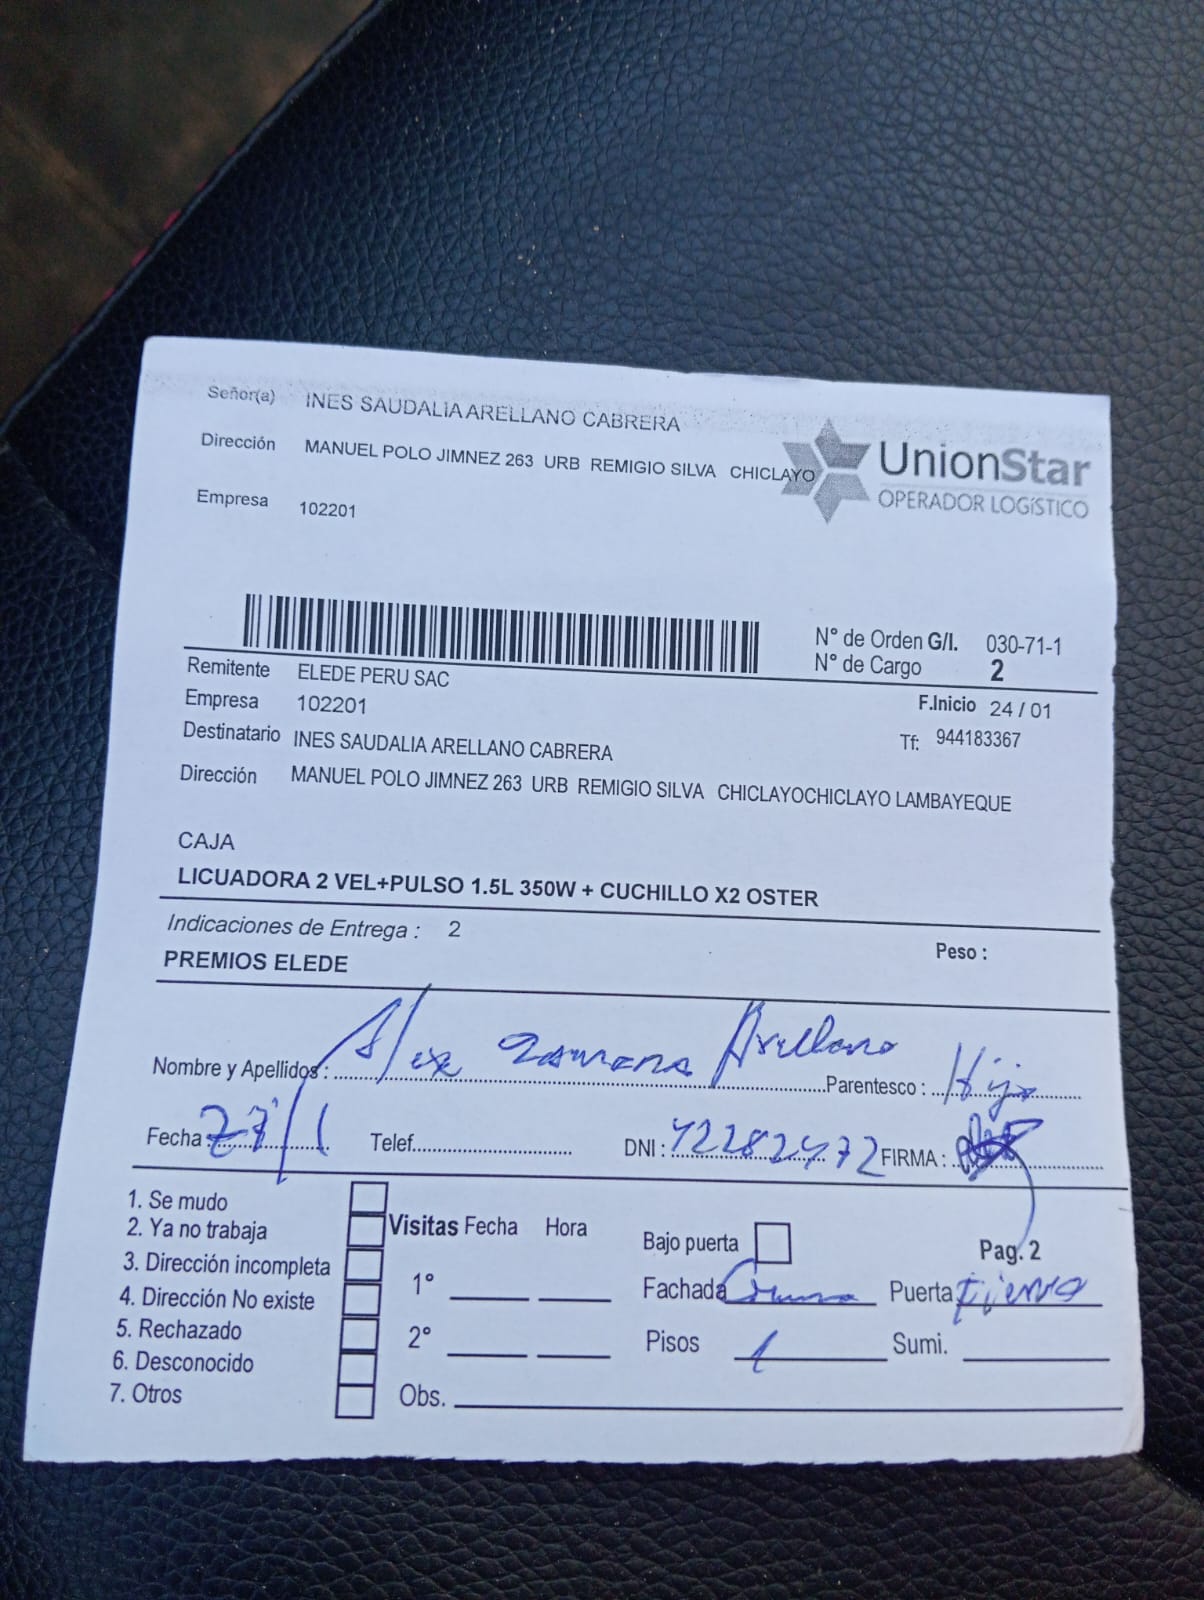 Señor(a) INES SAUDALIA ARELLANO CABRERA
Dirección MANUEL POLO JIMNEZ 263 URB REMIGIO SILVA CHICLAYO
UnionStar
OPERADOR LOGÍSTICO
Empresa 102201
N° de Orden G/I. 030-71-1
N° de Cargo 2
Remitente ELEDE PERU SAC
Empresa 102201
F.Inicio 24 / 01
Destinatario INES SAUDALIA ARELLANO CABRERA
Tf: 944183367
Dirección MANUEL POLO JIMNEZ 263 URB REMIGIO SILVA CHICLAYOCHICLAYO LAMBAYEQUE
CAJA
LICUADORA 2 VEL+PULSO 1.5L 350W + CUCHILLO X2 OSTER
Indicaciones de Entrega : 2
Peso :
PREMIOS ELEDE
Nombre y Apellidos : Alex Arellano Parentesco : Hijo
Fecha : 27/1 Telef. DNI : FIRMA :
1. Se mudo
2. Ya no trabaja
3. Dirección incompleta
4. Dirección No existe
5. Rechazado
6. Desconocido
7. Otros
Visitas Fecha Hora
1°
2°
Obs.
Bajo puerta
Pag. 2
Fachada Puerta
Pisos 1 Sumi.